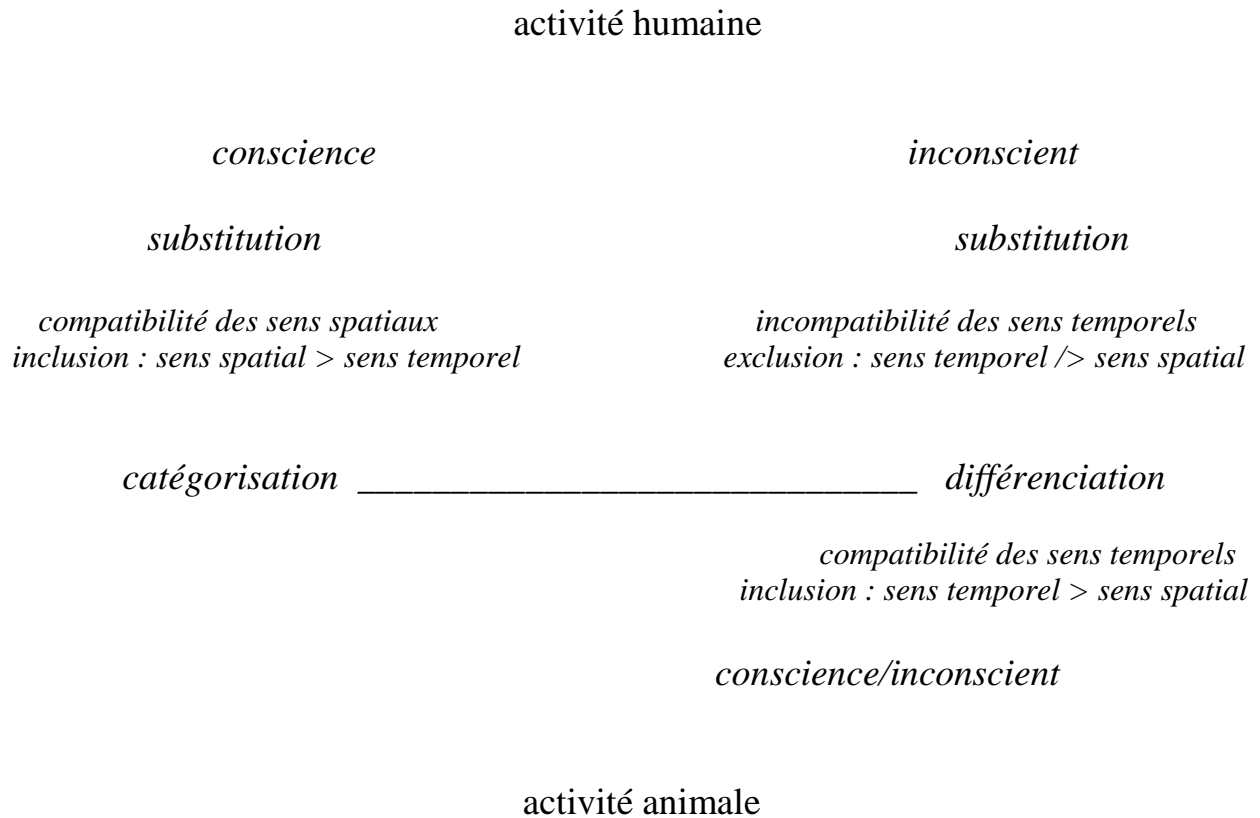 activité humaine
conscience inconscient
substitution substitution
compatibilité des sens spatiaux incompatibilité des sens temporels
inclusion : sens spatial > sens temporel exclusion : sens temporel /> sens spatial
catégorisation ______________________________ différenciation
compatibilité des sens temporels
inclusion : sens temporel > sens spatial
conscience/inconscient
activité animale